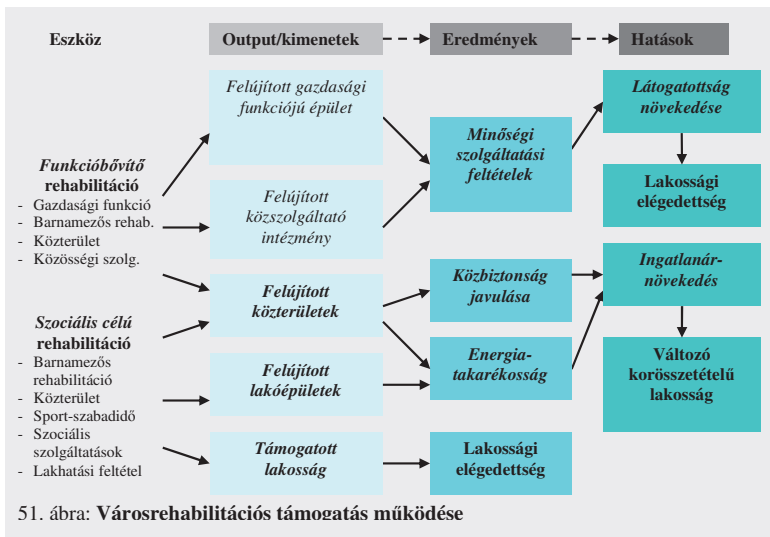 Eszköz
Output/kimenetek
Eredmények
Hatások
Funkcióbővítő
rehabilitáció
- Gazdasági funkció
- Barnamezős rehab.
- Közterület
- Közösségi szolg.
Szociális célú
rehabilitáció
- Barnamezős
rehabilitáció
- Közterület
- Sport-szabadidő
- Szociális
szolgáltatások
- Lakhatási feltétel
Felújított gazdasági
funkciójú épület
Felújított
közszolgáltató
intézmény
Felújított
közterületek
Felújított
lakóépületek
Támogatott
lakosság
Minőségi
szolgáltatási
feltételek
Közbiztonság
javulása
Energia-
takarékosság
Lakossági
elégedettség
Látogatottság
növekedése
Lakossági
elégedettség
Ingatlanár-
növekedés
Változó
korösszetételű
lakosság
51. ábra: Városrehabilitációs támogatás működése